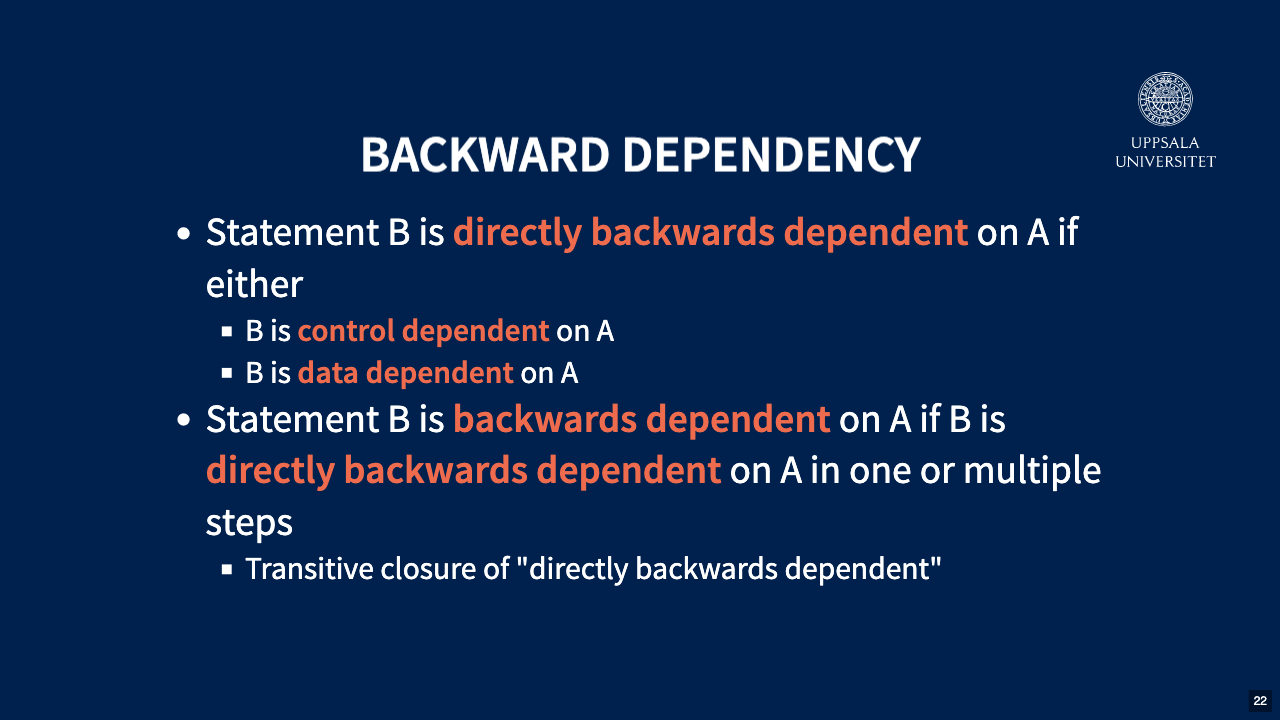 UPPSALA
UNIVERSITET
BACKWARD DEPENDENCY
• Statement B is directly backwards dependent on A if
either
▪ B is control dependent on A
▪ B is data dependent on A
• Statement B is backwards dependent on A if B is
directly backwards dependent on A in one or multiple
steps
▪ Transitive closure of "directly backwards dependent"
22